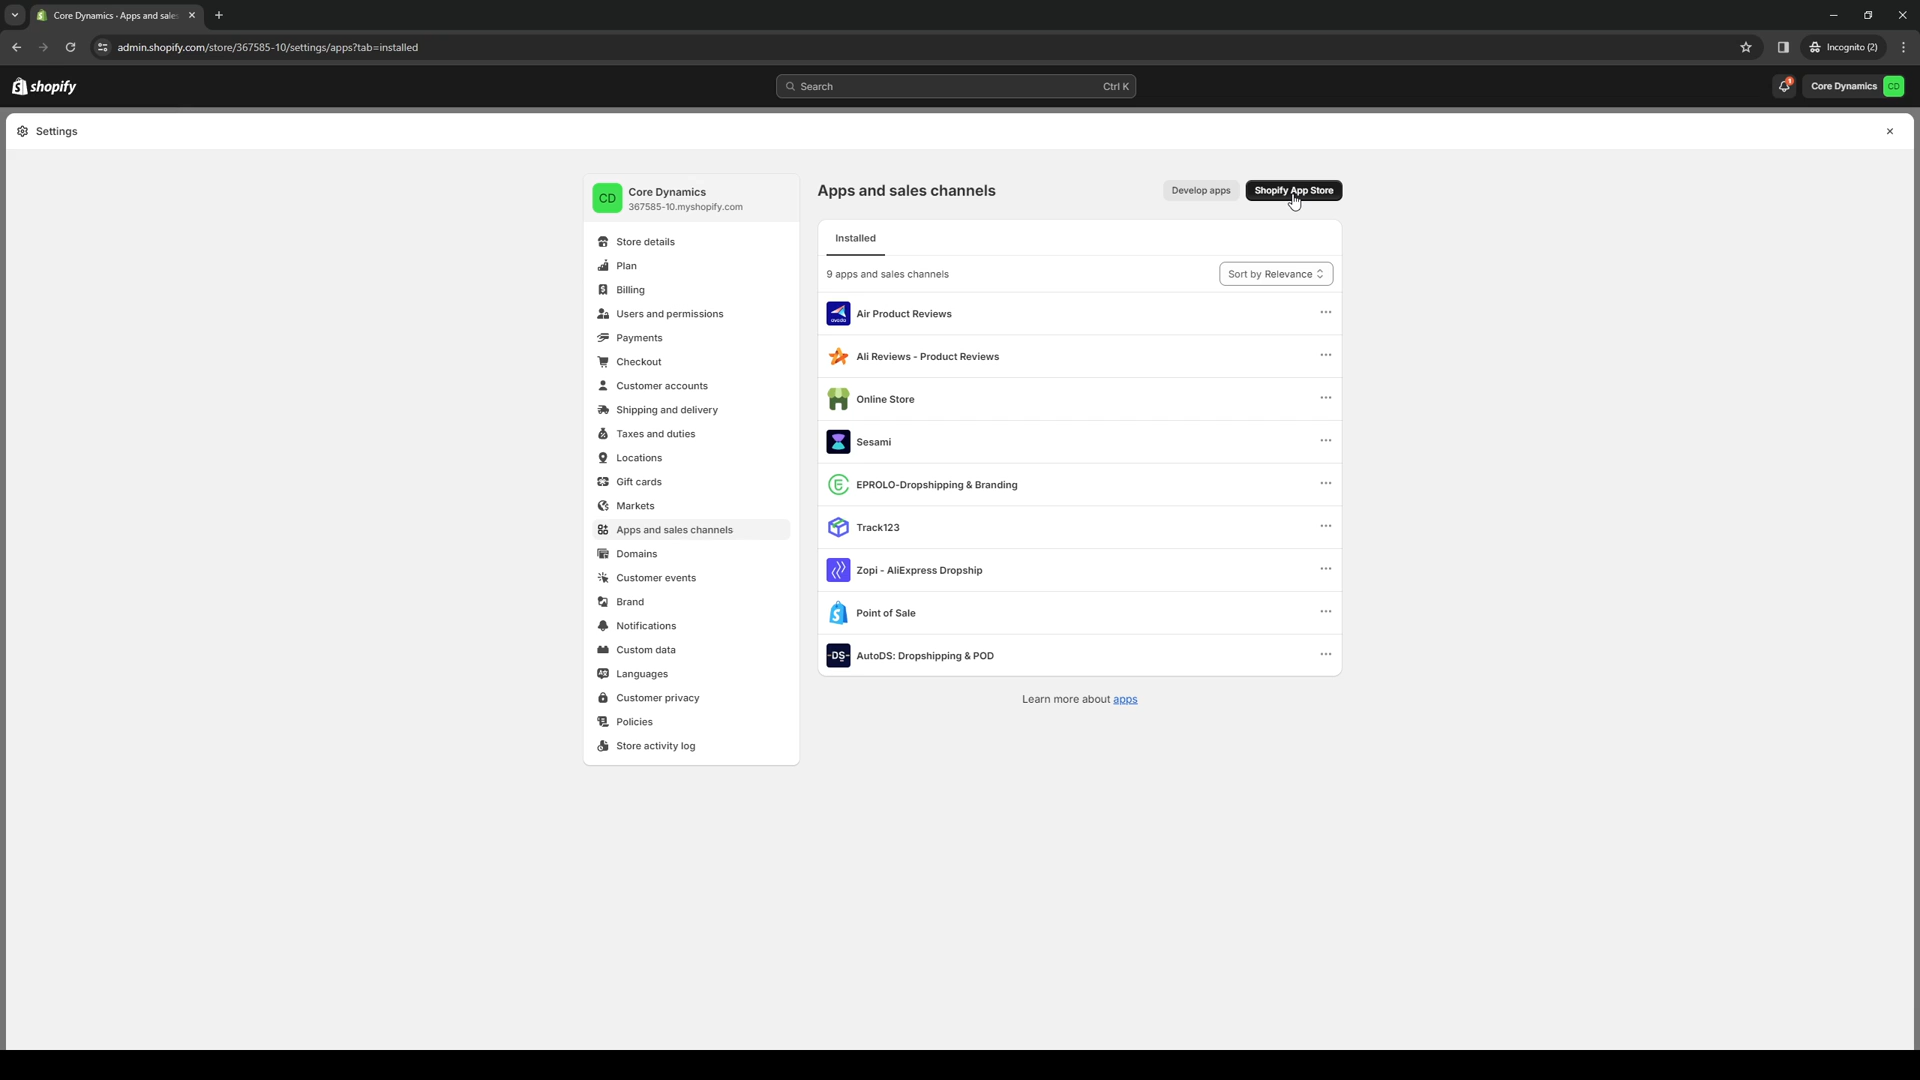 Core Dynamics · Apps and sales
admin.shopify.com/store/367585-10/settings/apps?tab=installed
Incognito (2)
shopify
Search
Ctrl K
1
Core Dynamics
CD
Settings
CD
Core Dynamics
367585-10.myshopify.com
Store details
Plan
Billing
Users and permissions
Payments
Checkout
Customer accounts
Shipping and delivery
Taxes and duties
Locations
Gift cards
Markets
Apps and sales channels
Domains
Customer events
Brand
Notifications
Custom data
Languages
Customer privacy
Policies
Store activity log
Apps and sales channels
Develop apps
Shopify App Store
Installed
9 apps and sales channels
Sort by Relevance
Air Product Reviews
Ali Reviews - Product Reviews
Online Store
Sesami
EPROLO-Dropshipping & Branding
Track123
Zopi - AliExpress Dropship
Point of Sale
-DS-
AutoDS: Dropshipping & POD
Learn more about apps